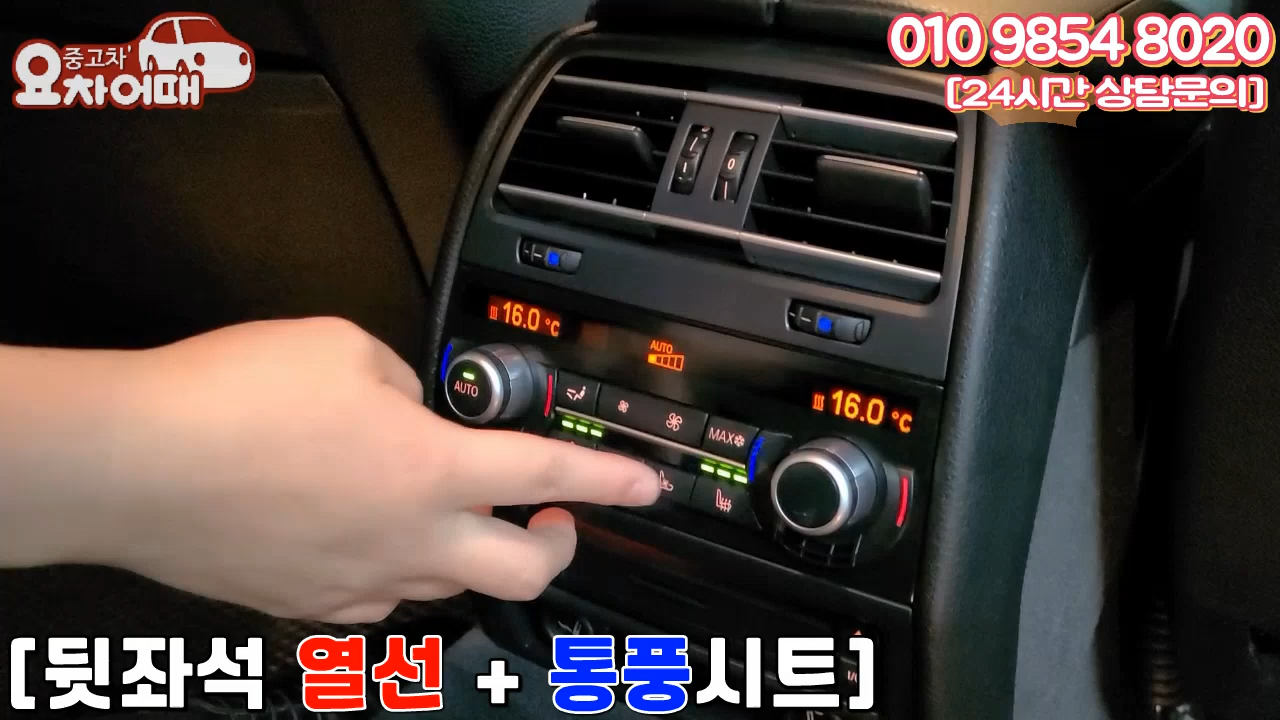 중고차
요차어때
010 9854 8020
[24시간 상담문의]
0
16.0 °C
AUTO
16.0 °C
AUTO
MAX
[뒷좌석 열선 + 통풍시트]